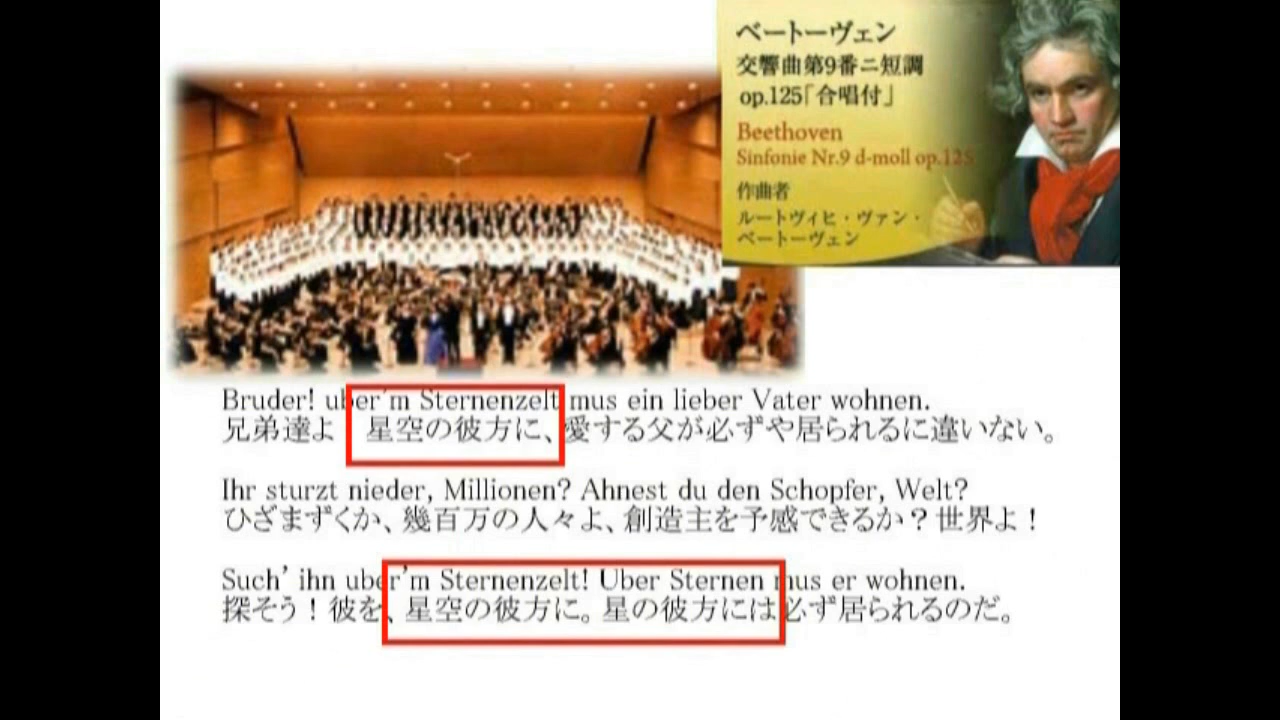 ベートーヴェン
交響曲第9番ニ短調
op.125「合唱付」
Beethoven
Sinfonie Nr.9 d-moll op.125
作曲者
ルートヴィヒ・ヴァン・
ベートーヴェン
Bruder! uber'm Sternenzelt mus ein lieber Vater wohnen.
兄弟達よ 星空の彼方に、愛する父が必ずや居られるに違いない。
Ihr sturzt nieder, Millionen? Ahnest du den Schopfer, Welt?
ひざまずくか、幾百万の人々よ、創造主を予感できるか？世界よ！
Such' ihn uber'm Sternenzelt! Uber Sternen mus er wohnen.
探そう！彼を、星空の彼方に。星の彼方には必ず居られるのだ。